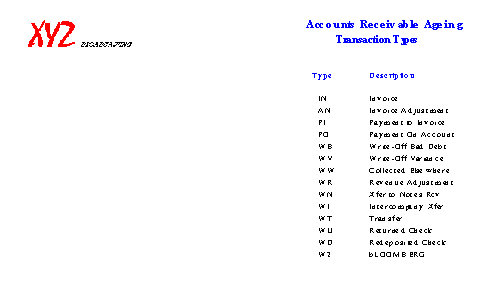 XYZ BROADCASTING
Accounts Receivable Ageing
Transaction Types
Type Description
IN Invoice
AN Invoice Adjustment
PI Payment to Invoice
PO Payment On Account
WB Write-Off Bad Debt
WV Write-Off Variance
WW Collected Elsewhere
WR Revenue Adjustment
WN Xfer to Notes Rcv
WI Intercompany Xfer
WT Transfer
WU Returned Check
WD Redeposited Check
WZ bLOOMBERG